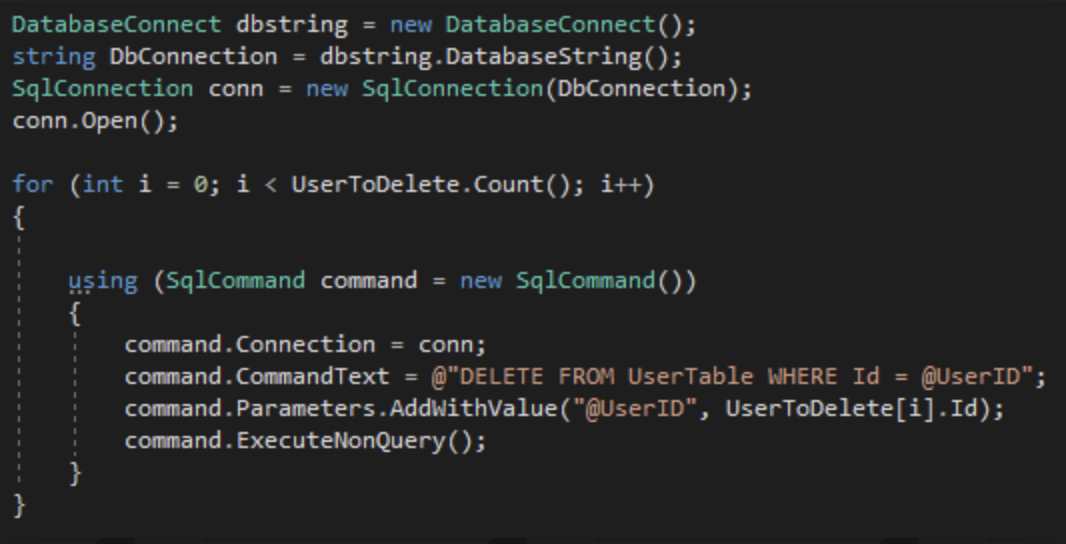 DatabaseConnect dbstring = new DatabaseConnect();
string DbConnection = dbstring.DatabaseString();
SqlConnection conn = new SqlConnection(DbConnection);
conn.Open();
for (int i = 0; i < UserToDelete.Count(); i++)
{
using (SqlCommand command = new SqlCommand())
{
command.Connection = conn;
command.CommandText = @"DELETE FROM UserTable WHERE Id = @UserID";
command.Parameters.AddWithValue("@UserID", UserToDelete[i].Id);
command.ExecuteNonQuery();
}
}